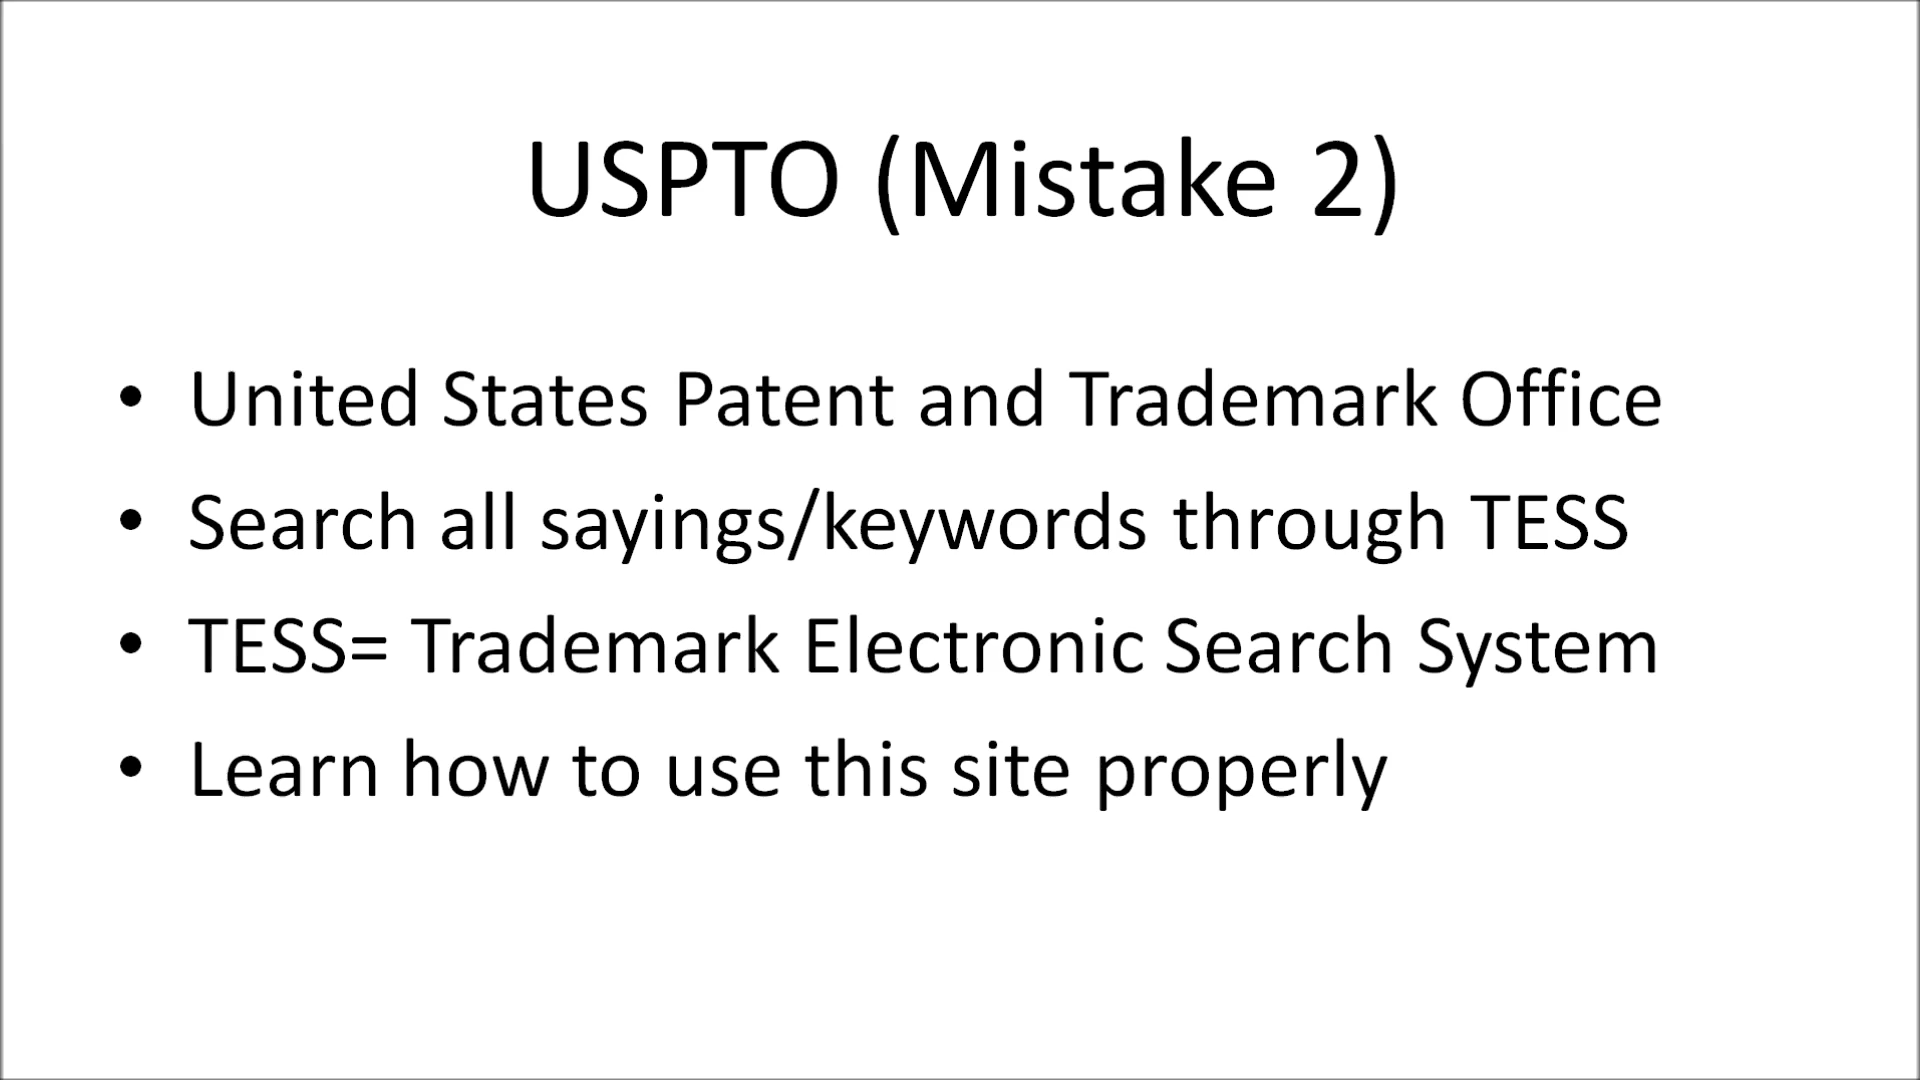 USPTO (Mistake 2)
• United States Patent and Trademark Office
• Search all sayings/keywords through TESS
• TESS= Trademark Electronic Search System
• Learn how to use this site properly